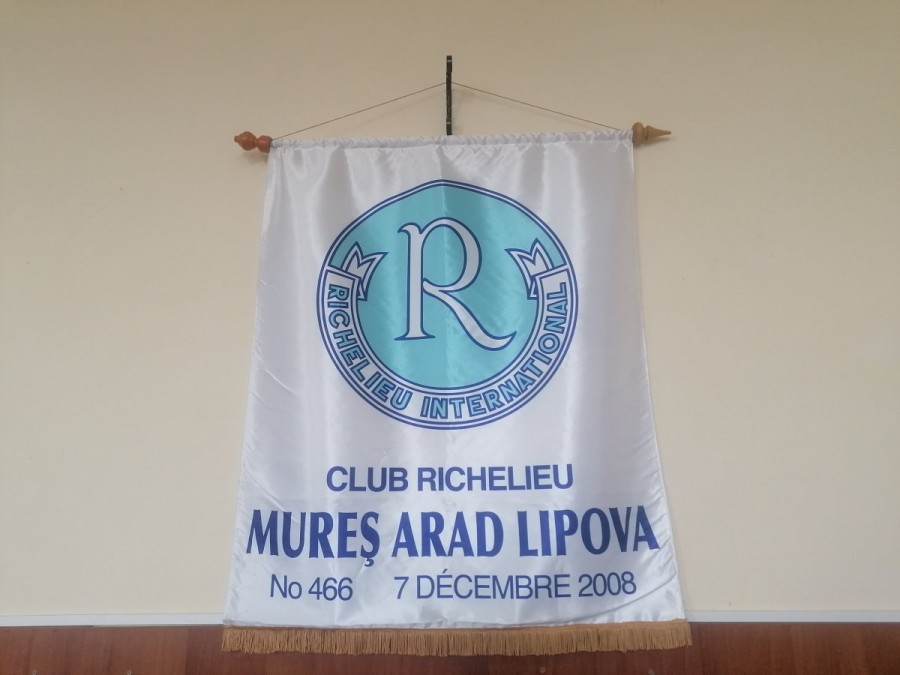 R
RICHELIEU INTERNATIONAL
CLUB RICHELIEU
MUREŞ ARAD LIPOVA
No 466 7 DÉCEMBRE 2008